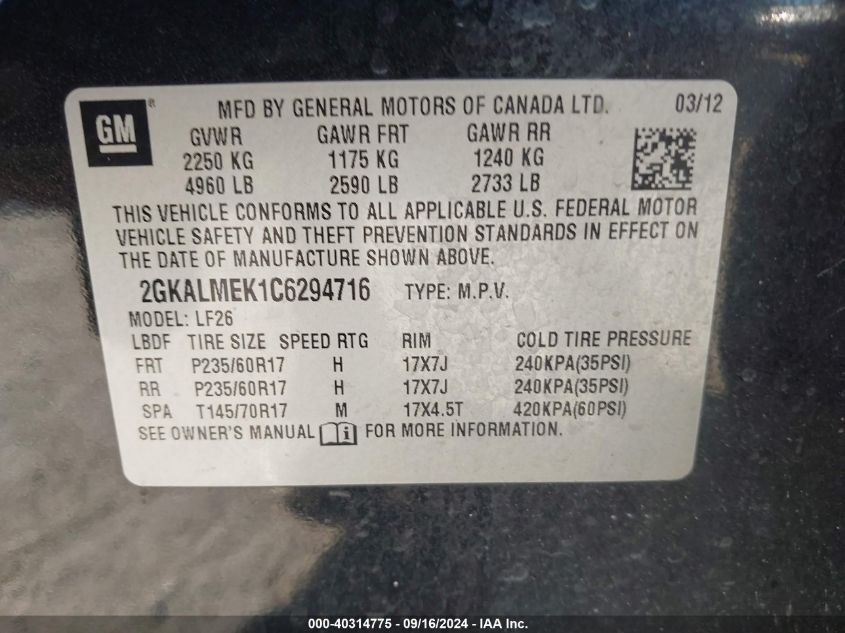 GM ® MFD BY GENERAL MOTORS OF CANADA LTD. 03/12
GVWR GAWR FRT GAWR RR
2250 KG 1175 KG 1240 KG
4960 LB 2590 LB 2733 LB
THIS VEHICLE CONFORMS TO ALL APPLICABLE U.S. FEDERAL MOTOR
VEHICLE SAFETY AND THEFT PREVENTION STANDARDS IN EFFECT ON
THE DATE OF MANUFACTURE SHOWN ABOVE.
2GKALMEK1C6294716 TYPE: M.P.V.
MODEL: LF26
LBDF TIRE SIZE SPEED RTG RIM COLD TIRE PRESSURE
FRT P235/60R17 H 17X7J 240KPA(35PSI)
RR P235/60R17 H 17X7J 240KPA(35PSI)
SPA T145/70R17 M 17X4.5T 420KPA(60PSI)
SEE OWNER'S MANUAL i FOR MORE INFORMATION.
000-40314775 - 09/16/2024 - IAA Inc.